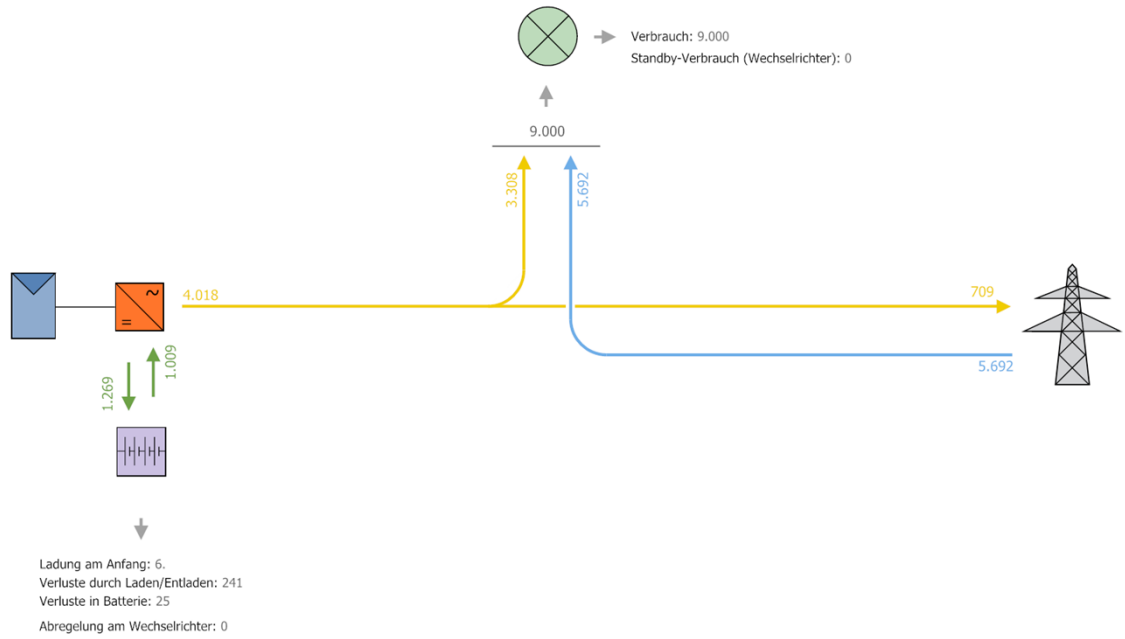 Verbrauch: 9.000
Standby-Verbrauch (Wechselrichter): 0
9.000
3.308
5.692
4.018
709
5.692
1.269
1.009
Ladung am Anfang: 6.
Verluste durch Laden/Entladen: 241
Verluste in Batterie: 25
Abregelung am Wechselrichter: 0